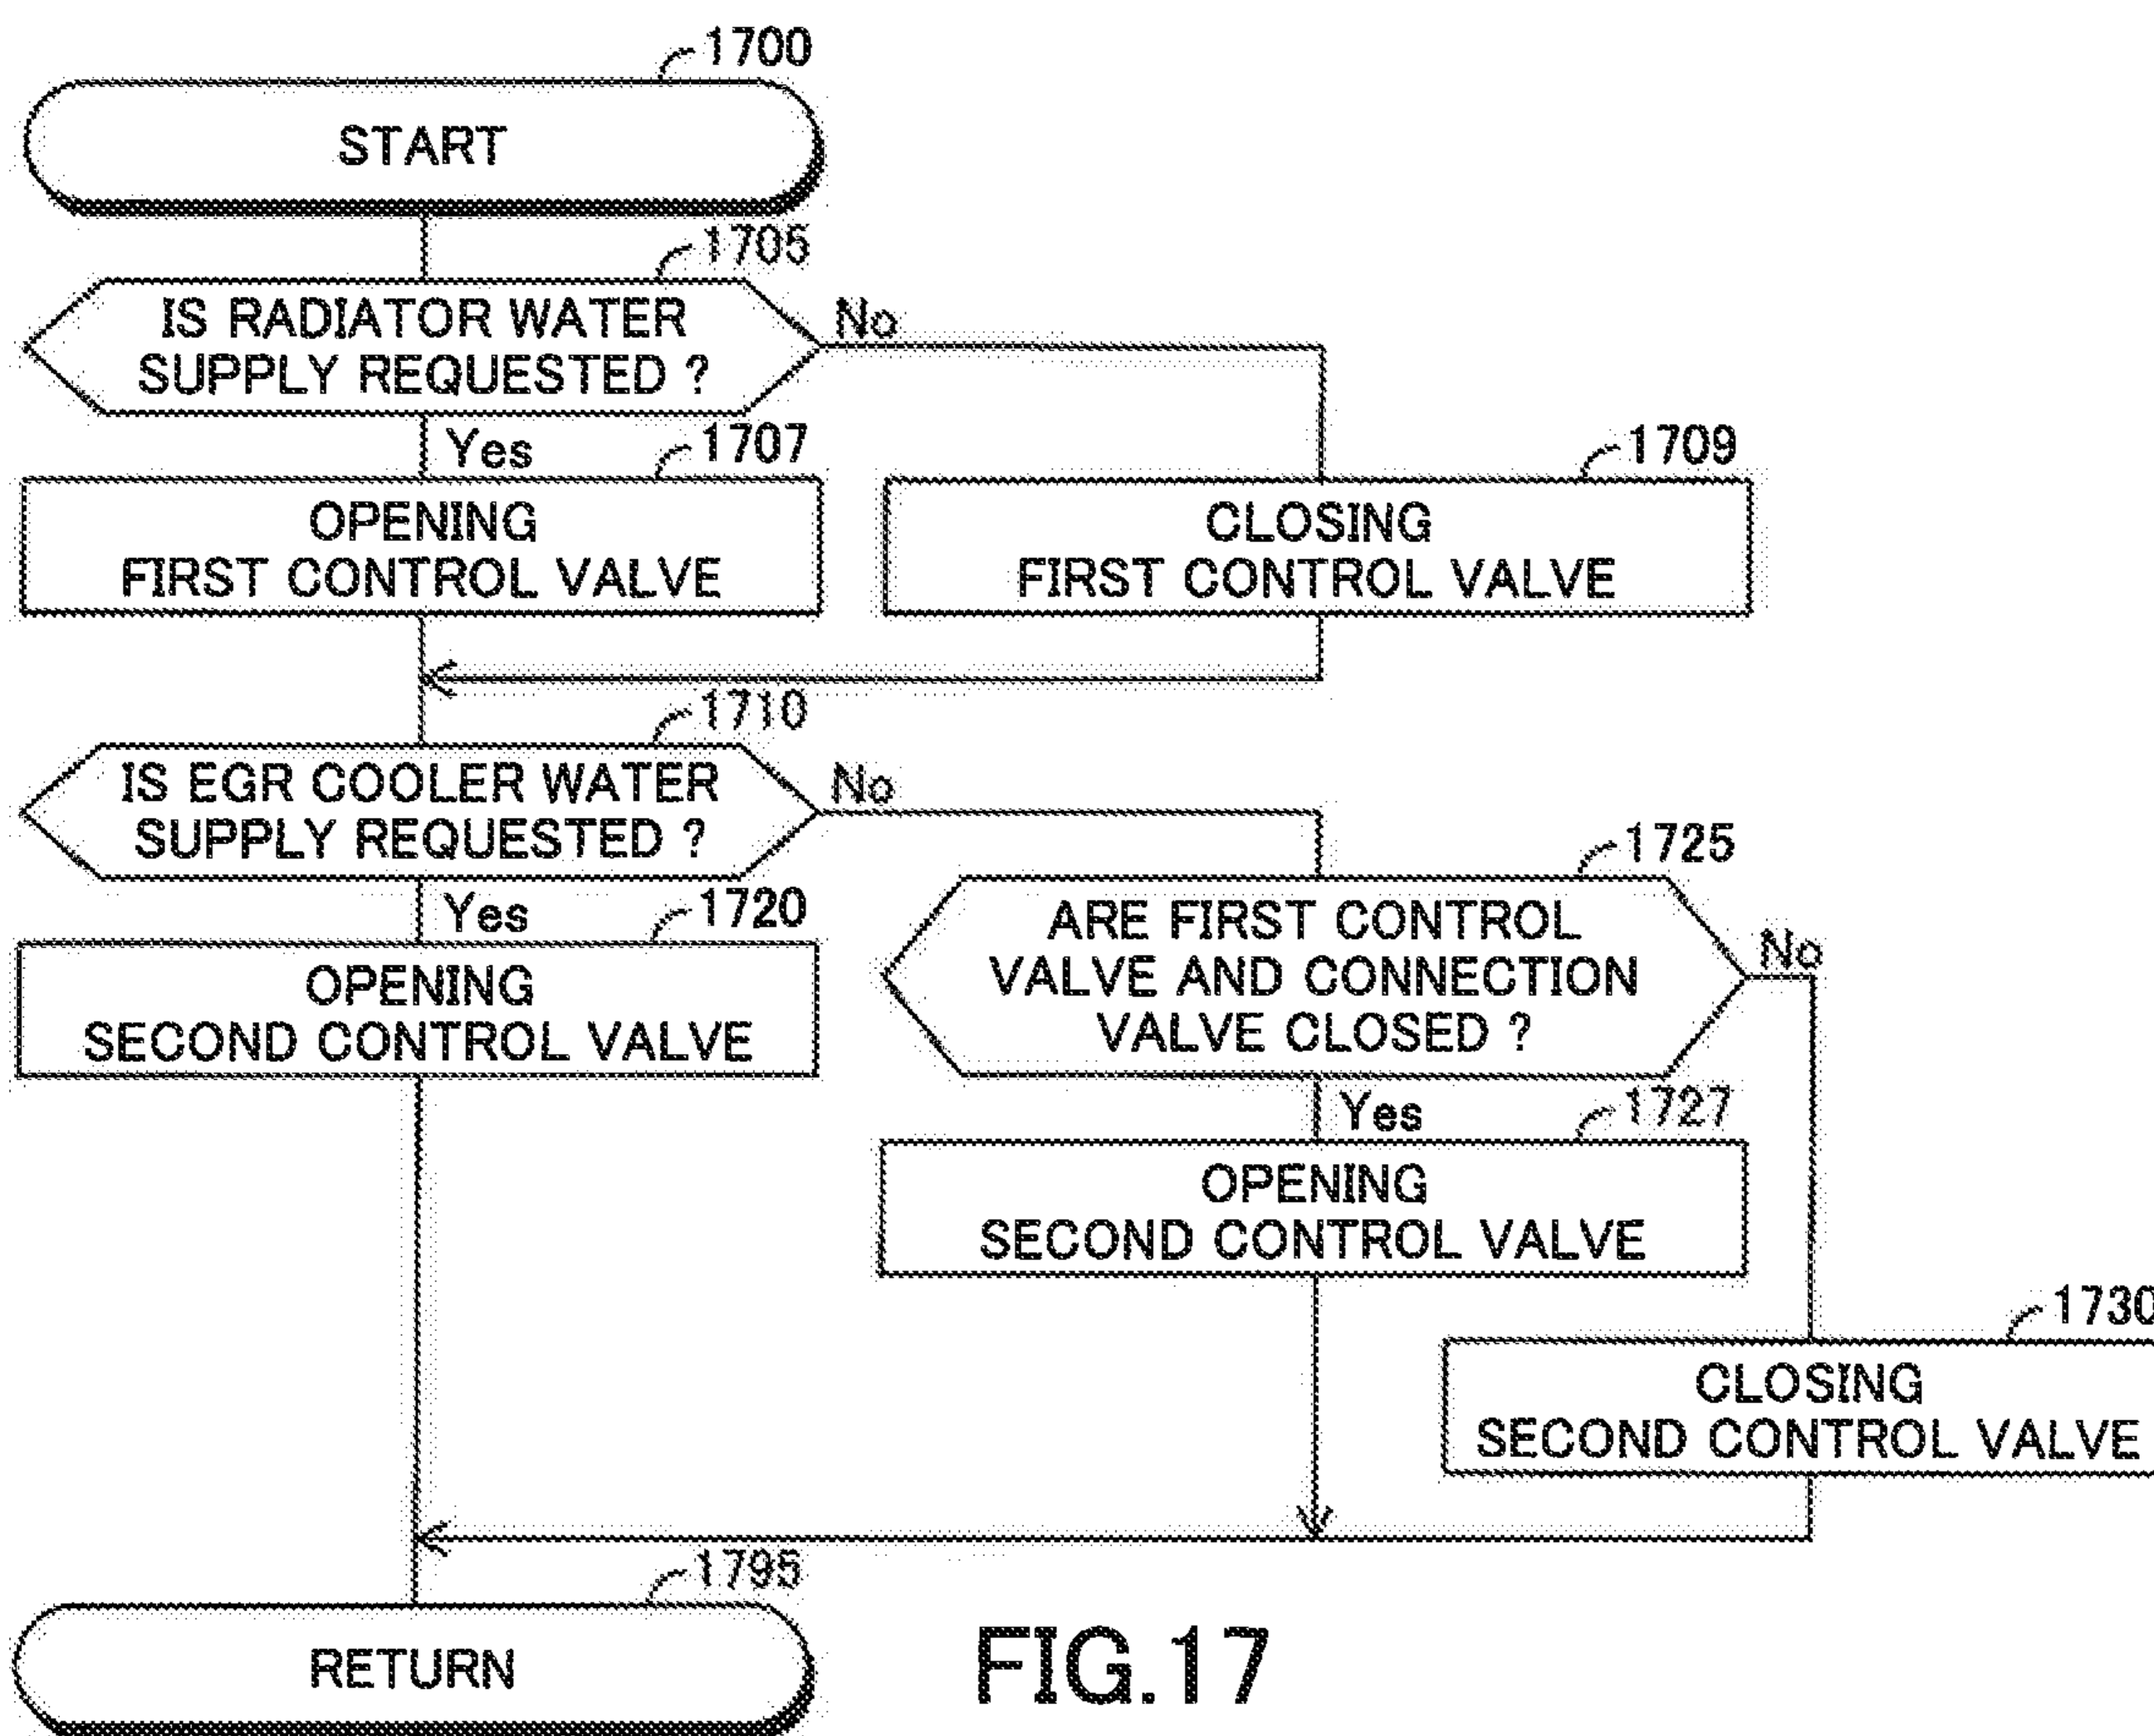 1700
START
1705
IS RADIATOR WATER
SUPPLY REQUESTED ?
No
Yes
1707
OPENING
FIRST CONTROL VALVE
1709
CLOSING
FIRST CONTROL VALVE
1710
IS EGR COOLER WATER
SUPPLY REQUESTED ?
No
Yes
1720
OPENING
SECOND CONTROL VALVE
1725
ARE FIRST CONTROL
VALVE AND CONNECTION
VALVE CLOSED ?
No
Yes
1727
OPENING
SECOND CONTROL VALVE
1730
CLOSING
SECOND CONTROL VALVE
1795
RETURN
FIG.17